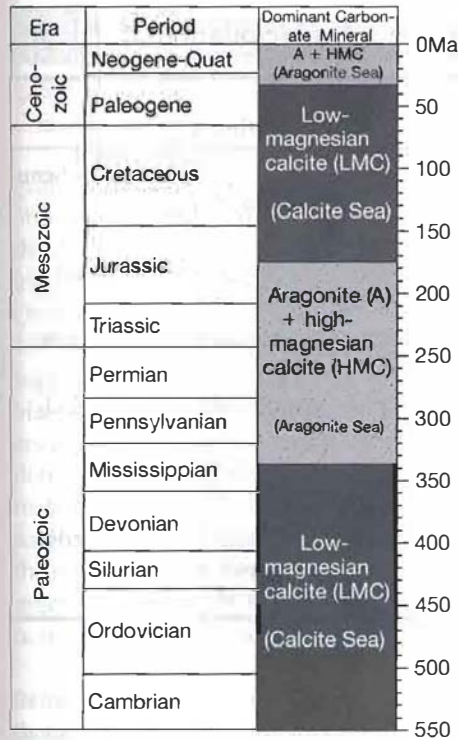 Era
Period
Dominant Carbon-
ate Mineral
Ceno-
zoic
Mesozoic
Paleozoic
Neogene-Quat
Paleogene
Cretaceous
Jurassic
Triassic
Permian
Pennsylvanian
Mississippian
Devonian
Silurian
Ordovician
Cambrian
A + HMC
(Aragonite Sea)
Low-
magnesian
calcite (LMC)
(Calcite Sea)
Aragonite (A)
+ high-
magnesian
calcite (HMC)
(Aragonite Sea)
Low-
magnesian
calcite (LMC)
(Calcite Sea)
0Ma
50
100
150
200
250
300
350
400
450
500
550